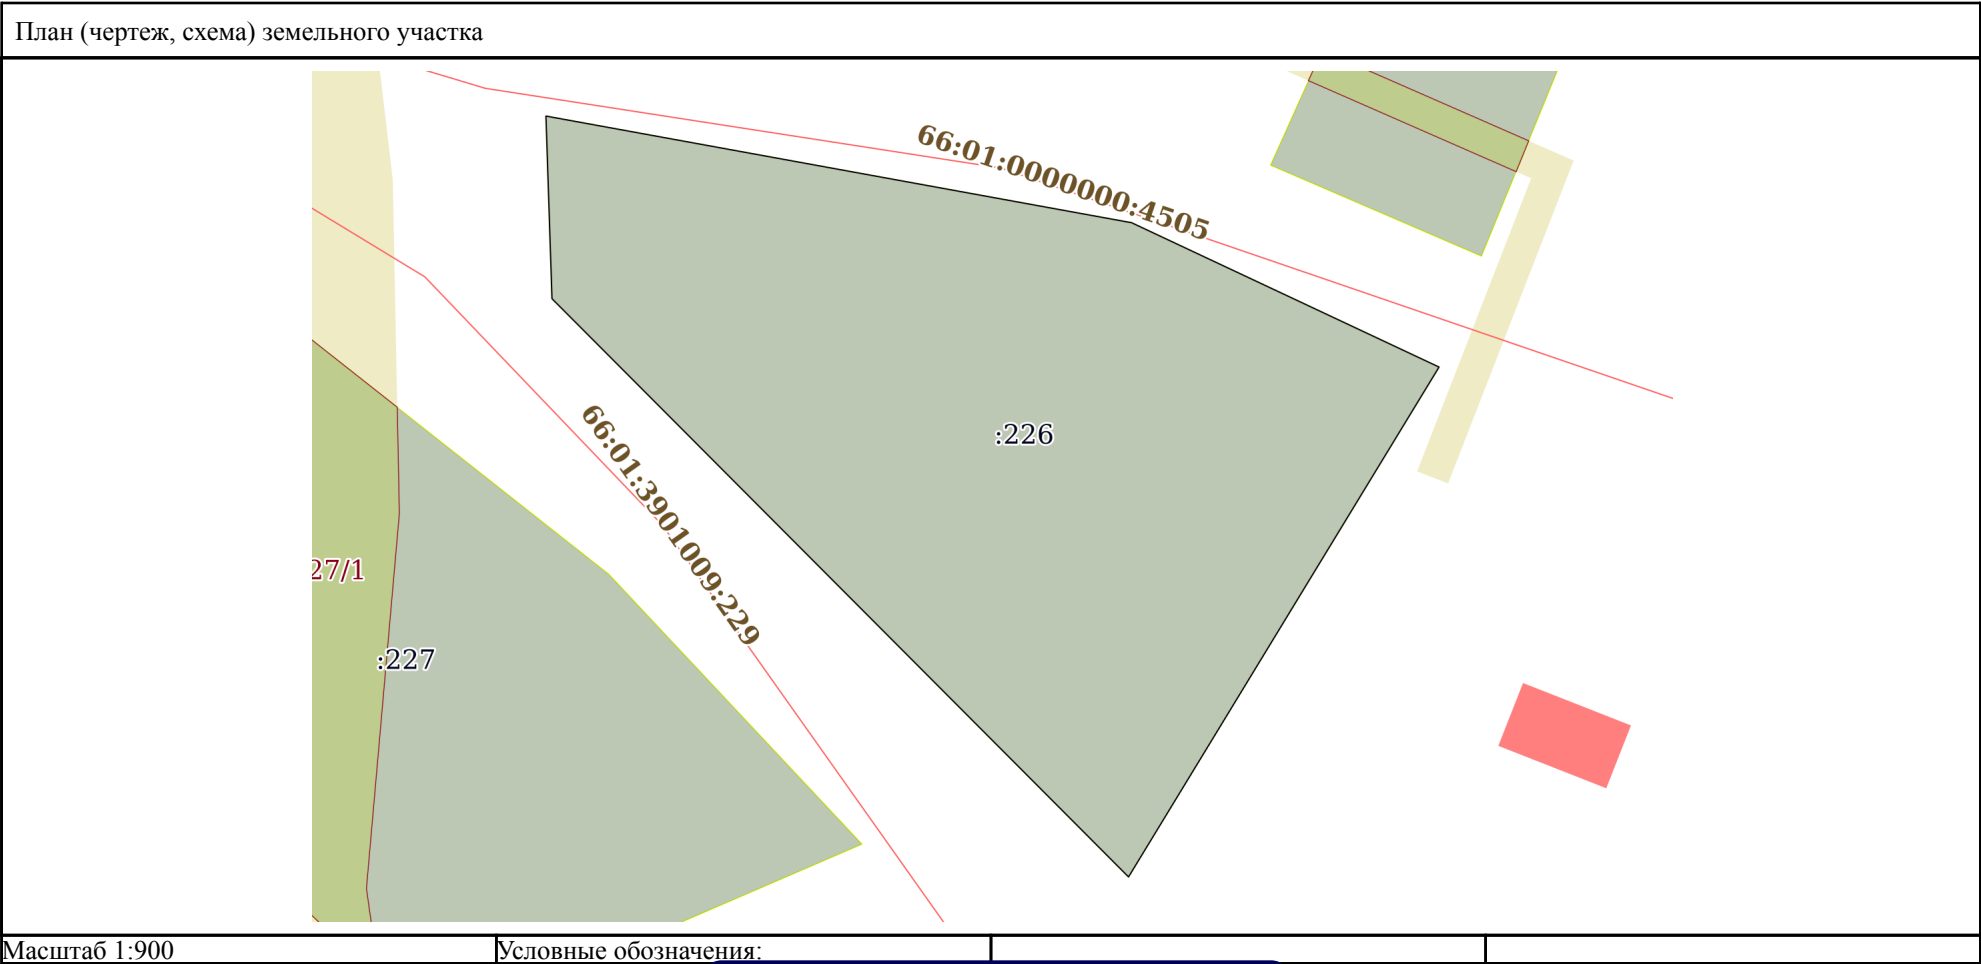 План (чертеж, схема) земельного участка
66:01:0000000:4505
:226
66:01:3901009:229
27/1
:227
Масштаб 1:900
Условные обозначения: